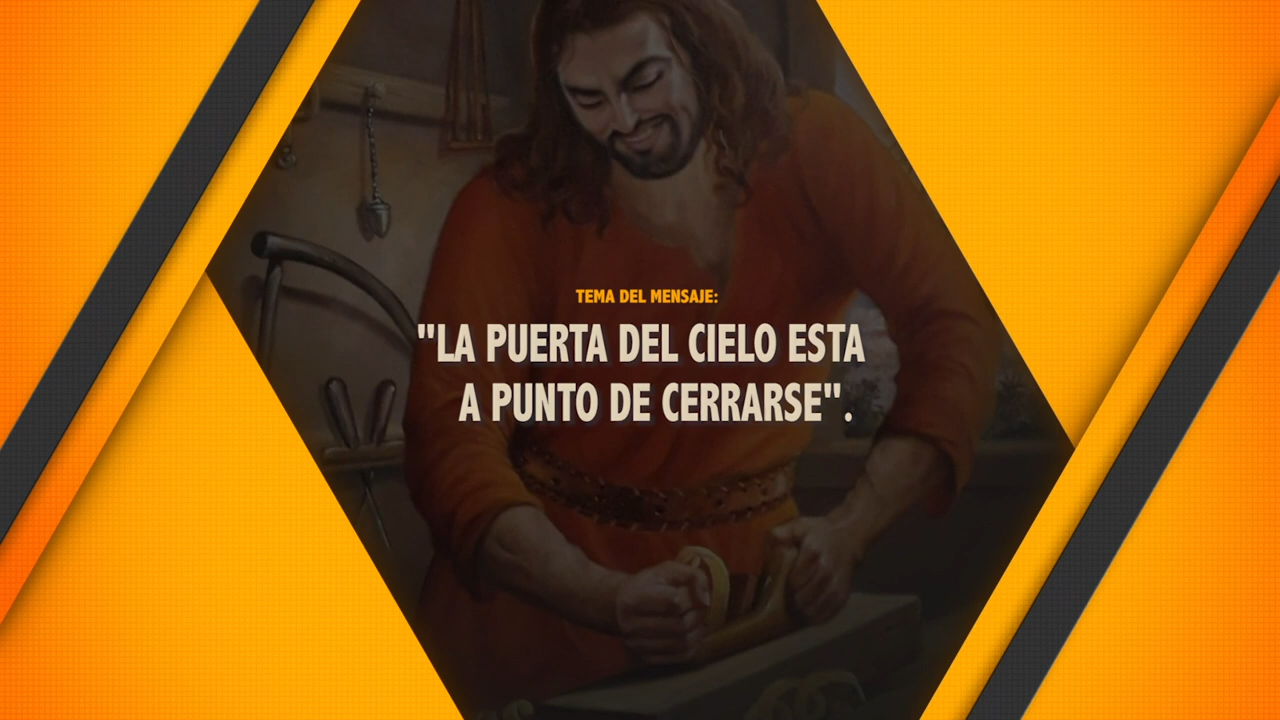 TEMA DEL MENSAJE:
"LA PUERTA DEL CIELO ESTA
A PUNTO DE CERRARSE".